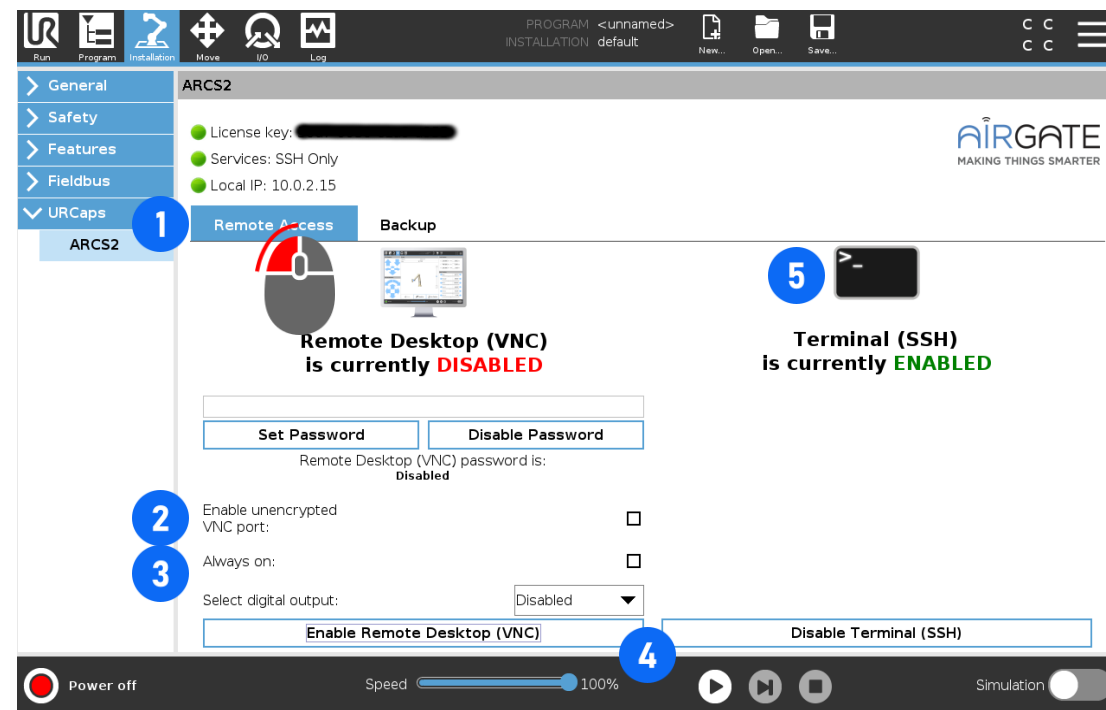 UR
PROGRAM <unnamed>
INSTALLATION default
Run Program Installation Move I/O Log
New... Open... Save...
C C
C C
General
Safety
Features
Fieldbus
URCaps
ARCS2
ARCS2
License key:
Services: SSH Only
Local IP: 10.0.2.15
AIRGATE
MAKING THINGS SMARTER
1
Remote Access Backup
5
>_
Remote Desktop (VNC)
is currently DISABLED
Terminal (SSH)
is currently ENABLED
Set Password Disable Password
Remote Desktop (VNC) password is:
Disabled
2
Enable unencrypted
VNC port:
3
Always on:
Select digital output: Disabled
Enable Remote Desktop (VNC) Disable Terminal (SSH)
4
Power off Speed 100% Simulation